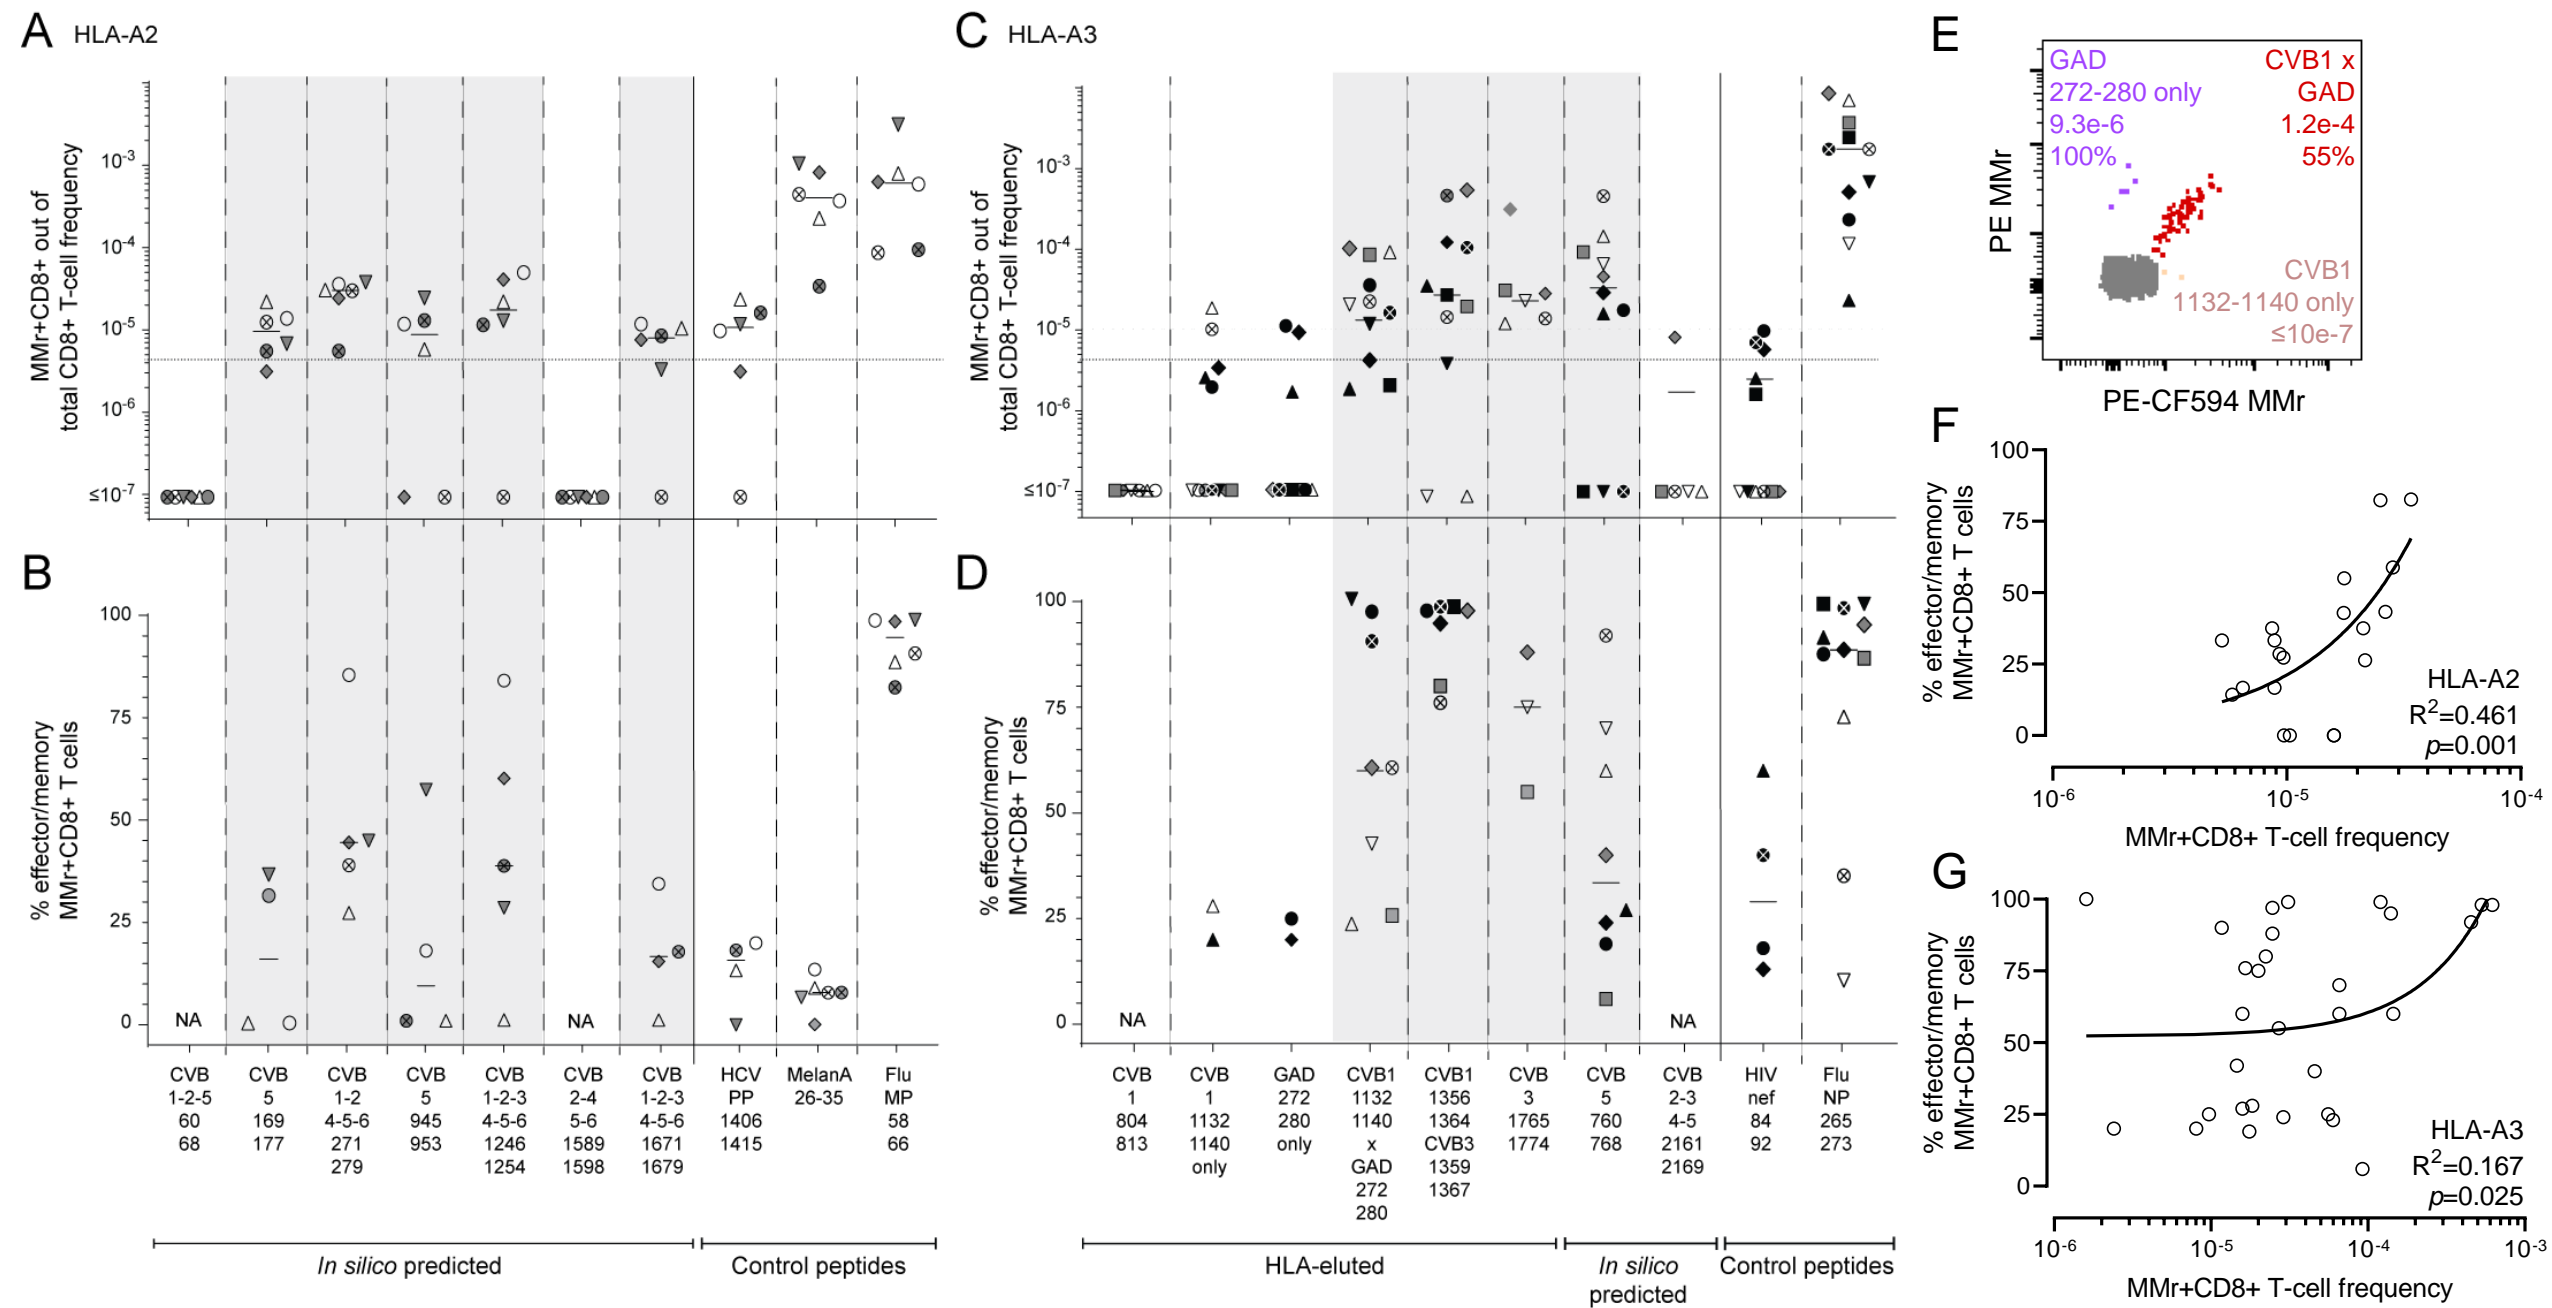 A HLA-A2
MMr+CD8+ out of
total CD8+ T-cell frequency
10-3
10-4
10-5
10-6
≤10-7
B
% effector/memory
MMr+CD8+ T cells
100
75
50
25
0
NA
NA
CVB
1-2-5
60
68
CVB
5
169
177
CVB
1-2
4-5-6
271
279
CVB
5
945
953
CVB
1-2-3
4-5-6
1246
1254
CVB
2-4
5-6
1589
1598
CVB
1-2-3
4-5-6
1671
1679
HCV
PP
1406
1415
MelanA
26-35
Flu
MP
58
66
In silico predicted
Control peptides
C HLA-A3
MMr+CD8+ out of
total CD8+ T-cell frequency
10-3
10-4
10-5
10-6
≤10-7
D
% effector/memory
MMr+CD8+ T cells
100
75
50
25
0
NA
NA
CVB
1
804
813
CVB
1
1132
1140
only
GAD
272
280
only
CVB1
1132
1140
x
GAD
272
280
CVB1
1356
1364
CVB3
1359
1367
CVB
3
1765
1774
CVB
5
760
768
CVB
2-3
4-5
2161
2169
HIV
nef
84
92
Flu
NP
265
273
HLA-eluted
In silico
predicted
Control peptides
E
PE MMr
GAD
272-280 only
9.3e-6
100%
CVB1 x
GAD
1.2e-4
55%
CVB1
1132-1140 only
≤10e-7
PE-CF594 MMr
F
% effector/memory
MMr+CD8+ T cells
100
75
50
25
0
HLA-A2
R2=0.461
p=0.001
10-6 10-5 10-4
MMr+CD8+ T-cell frequency
G
% effector/memory
MMr+CD8+ T cells
100
75
50
25
0
HLA-A3
R2=0.167
p=0.025
10-6 10-5 10-4 10-3
MMr+CD8+ T-cell frequency